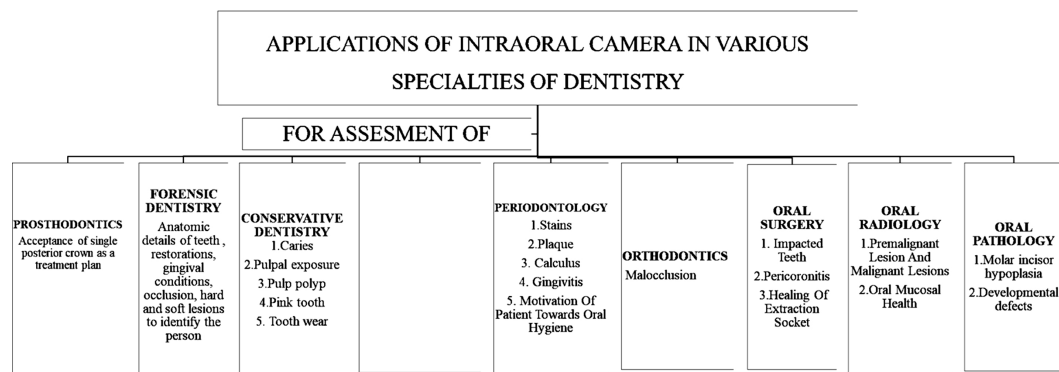 APPLICATIONS OF INTRAORAL CAMERA IN VARIOUS
SPECIALTIES OF DENTISTRY
FOR ASSESMENT OF
PROSTHODONTICS
Acceptance of single
posterior crown as a
treatment plan
FORENSIC
DENTISTRY
Anatomic
details of teeth ,
restorations,
gingival
conditions,
occlusion, hard
and soft lesions
to identify the
person
CONSERVATIVE
DENTISTRY
1.Caries
2.Pulpal exposure
3.Pulp polyp
4.Pink tooth
5. Tooth wear
PERIODONTOLOGY
1.Stains
2.Plaque
3. Calculus
4. Gingivitis
5. Motivation Of
Patient Towards Oral
Hygiene
ORTHODONTICS
Malocclusion
ORAL
SURGERY
1. Impacted
Teeth
2.Pericoronitis
3.Healing Of
Extraction
Socket
ORAL
RADIOLOGY
1.Premalignant
Lesion And
Malignant Lesions
2.Oral Mucosal
Health
ORAL
PATHOLOGY
1.Molar incisor
hypoplasia
2.Developmental
defects